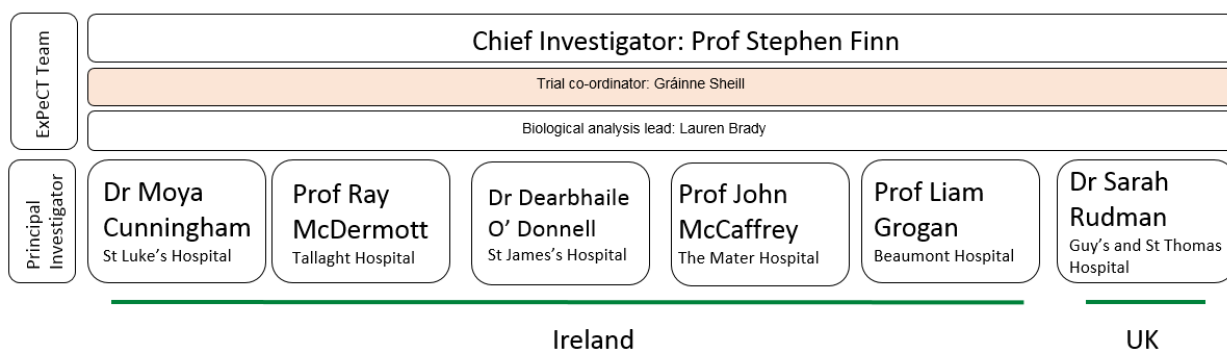 ExPeCT Team
Chief Investigator: Prof Stephen Finn
Trial co-ordinator: Gráinne Sheill
Biological analysis lead: Lauren Brady
Principal
Investigator
Dr Moya
Cunningham
St Luke's Hospital
Prof Ray
McDermott
Tallaght Hospital
Dr Dearbhaile
O' Donnell
St James's Hospital
Prof John
McCaffrey
The Mater Hospital
Prof Liam
Grogan
Beaumont Hospital
Dr Sarah
Rudman
Guy's and St Thomas
Hospital
Ireland
UK